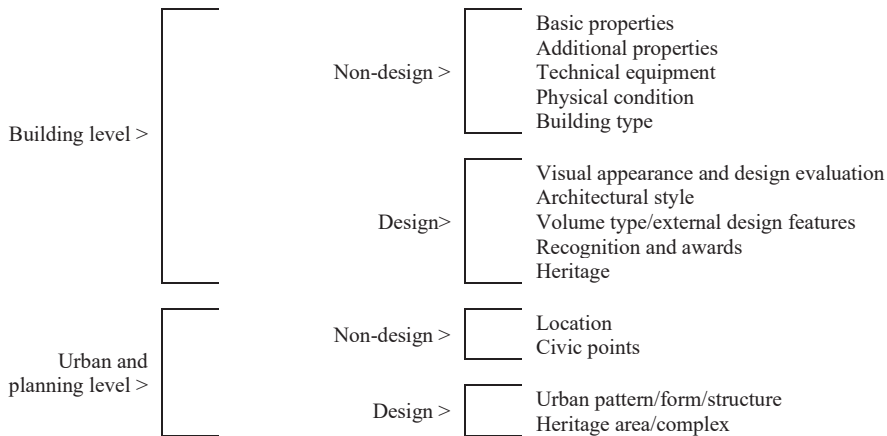 Building level >
Non-design >
Basic properties
Additional properties
Technical equipment
Physical condition
Building type
Design>
Visual appearance and design evaluation
Architectural style
Volume type/external design features
Recognition and awards
Heritage
Urban and
planning level >
Non-design >
Location
Civic points
Design >
Urban pattern/form/structure
Heritage area/complex